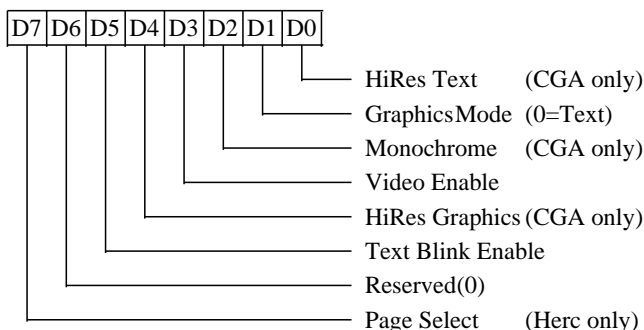 D7 D6 D5 D4 D3 D2 D1 D0
HiRes Text (CGA only)
GraphicsMode (0=Text)
Monochrome (CGA only)
Video Enable
HiRes Graphics (CGA only)
Text Blink Enable
Reserved(0)
Page Select (Herc only)